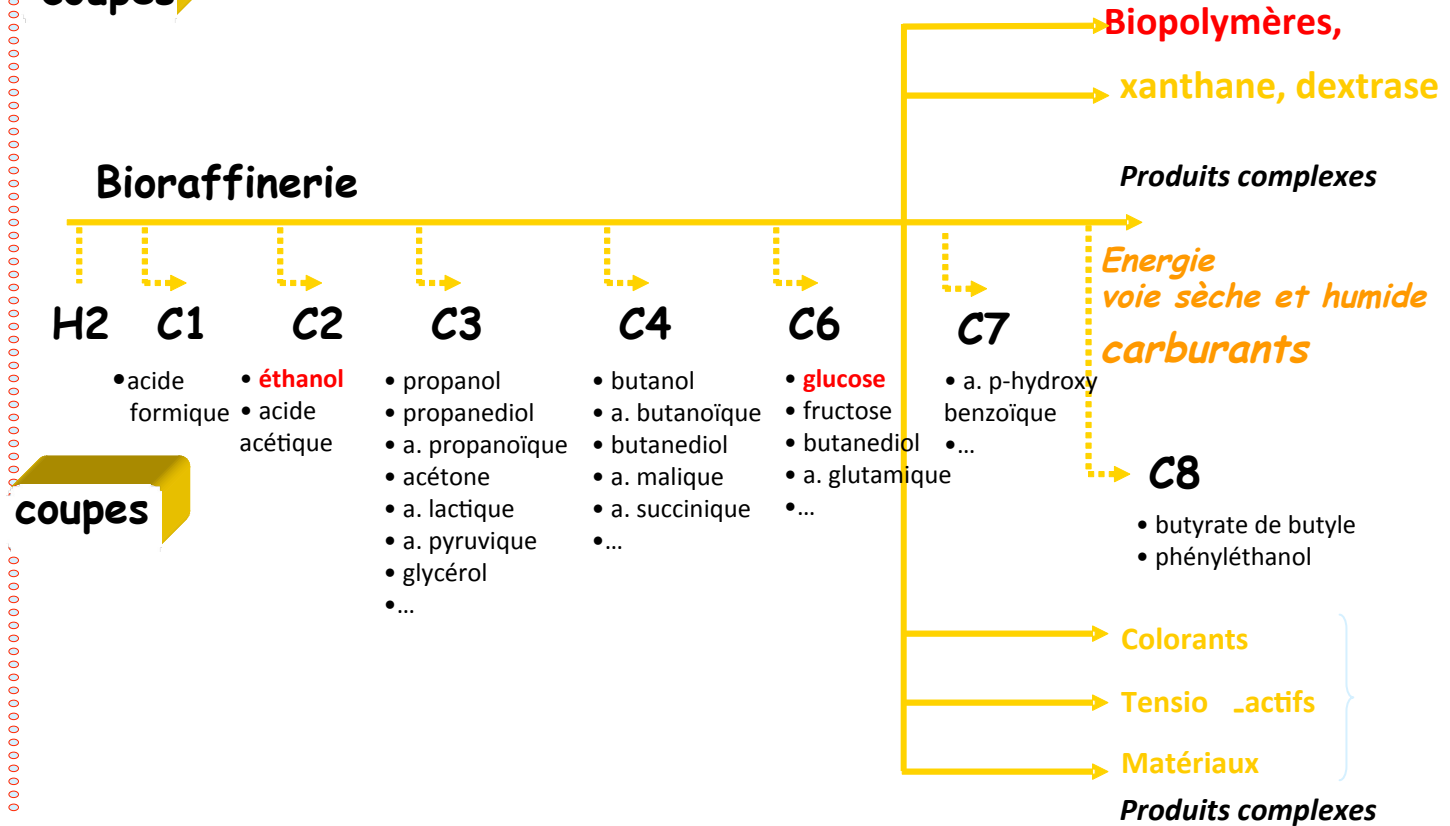 coupes
Biopolymères,
xanthane, dextrase
Produits complexes
Bioraffinerie
Energie
voie sèche et humide
carburants
H2
C1
• acide
formique
C2
• éthanol
• acide
acétique
C3
• propanol
• propanediol
• a. propanoïque
• acétone
• a. lactique
• a. pyruvique
• glycérol
•...
C4
• butanol
• a. butanoïque
• butanediol
• a. malique
• a. succinique
•...
C6
• glucose
• fructose
• butanediol
• a. glutamique
•...
C7
• a. p-hydroxy
benzoïque
•...
C8
• butyrate de butyle
• phényléthanol
coupes
Colorants
Tensio -actifs
Matériaux
Produits complexes